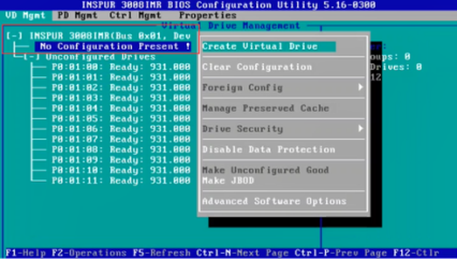 INSPUR 3008IMR BIOS Configuration Utility 5.16-0300
VD Mgmt PD Mgmt Ctrl Mgmt Properties
Virtual Drive Management
[-] INSPUR 3008IMR(Bus 0x01, Dev
No Configuration Present !
[-] Unconfigured Drives
P0:01:00: Ready: 931.000
P0:01:01: Ready: 931.000
P0:01:02: Ready: 931.000
P0:01:03: Ready: 931.000
P0:01:04: Ready: 931.000
P0:01:05: Ready: 931.000
P0:01:06: Ready: 931.000
P0:01:07: Ready: 931.000
P0:01:08: Ready: 931.000
P0:01:09: Ready: 931.000
P0:01:10: Ready: 931.000
P0:01:11: Ready: 931.000
Create Virtual Drive
Clear Configuration
Foreign Config
Manage Preserved Cache
Drive Security
Disable Data Protection
Make Unconfigured Good
Make JBOD
Advanced Software Options
oups: 0
Drives: 0
12
F1-Help F2-Operations F5-Refresh Ctrl-N-Next Page Ctrl-P-Prev Page F12-Ctlr